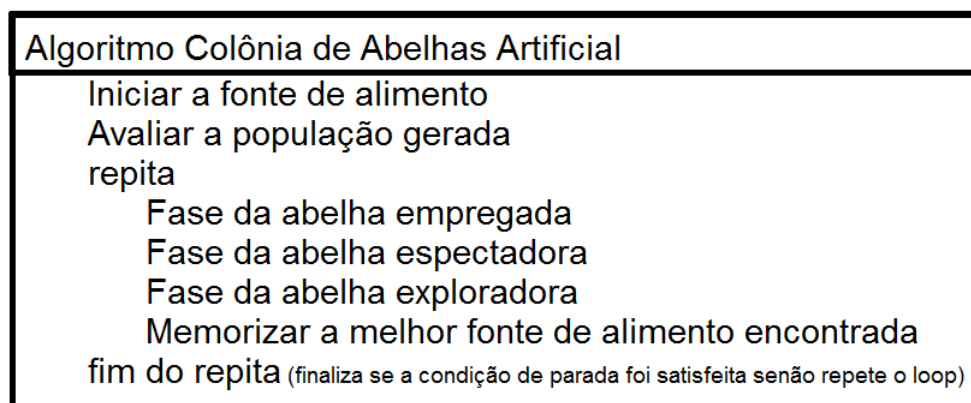 Algoritmo Colônia de Abelhas Artificial
Iniciar a fonte de alimento
Avaliar a população gerada
repita
Fase da abelha empregada
Fase da abelha espectadora
Fase da abelha exploradora
Memorizar a melhor fonte de alimento encontrada
fim do repita (finaliza se a condição de parada foi satisfeita senão repete o loop)